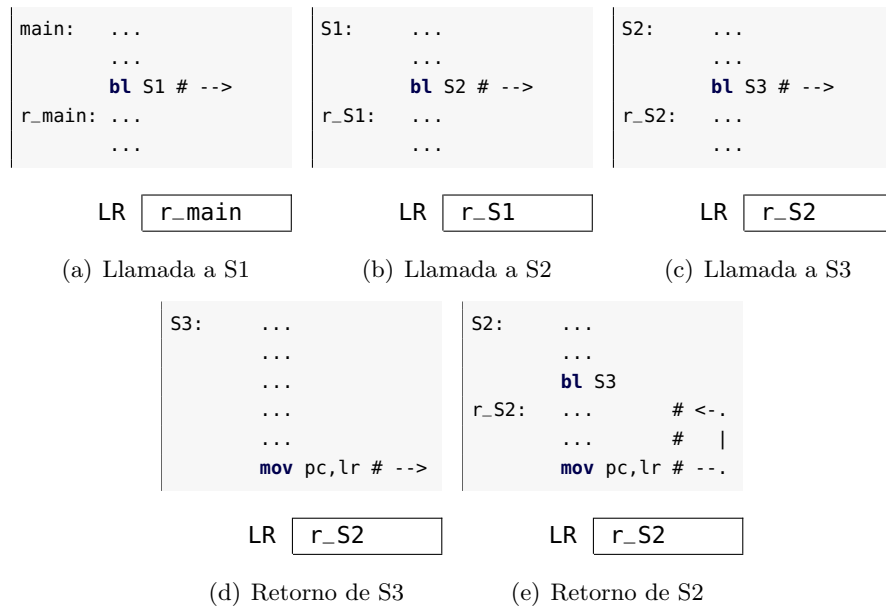 main: ...
...
bl S1 # -->
r_main: ...
...
LR r_main
(a) Llamada a S1
S1: ...
...
bl S2 # -->
r_S1: ...
...
LR r_S1
(b) Llamada a S2
S2: ...
...
bl S3 # -->
r_S2: ...
...
LR r_S2
(c) Llamada a S3
S3: ...
...
...
...
...
mov pc,lr # -->
LR r_S2
(d) Retorno de S3
S2: ...
...
bl S3
r_S2: ... # <-.
... # |
mov pc,lr # --.
LR r_S2
(e) Retorno de S2